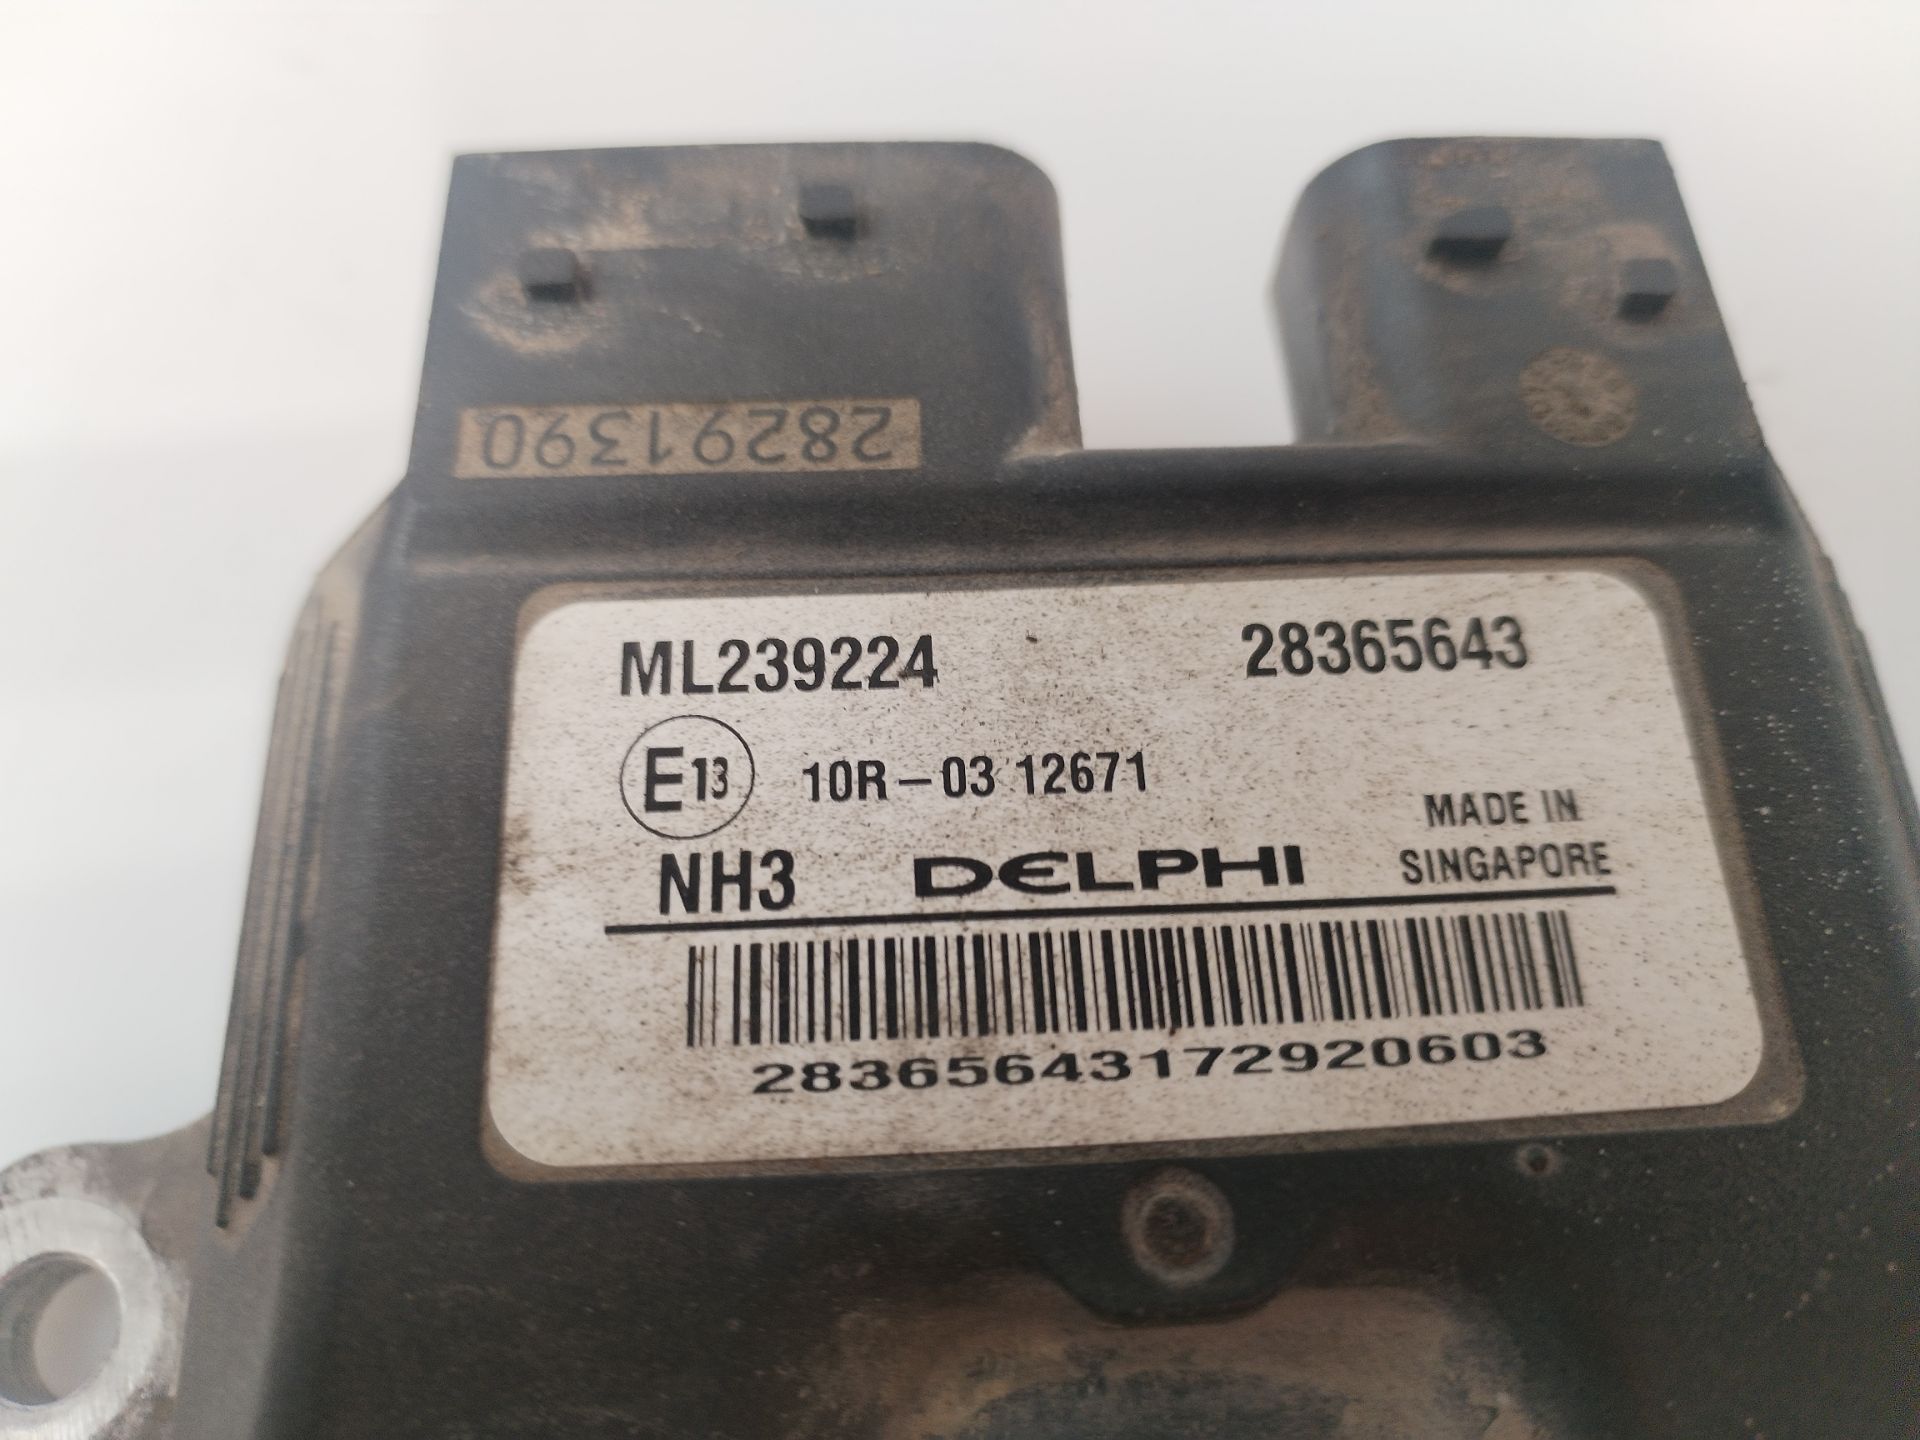 28291390
ML239224 28365643
E13 10R-03 12671
MADE IN
NH3 DELPHI SINGAPORE
28365643172920603